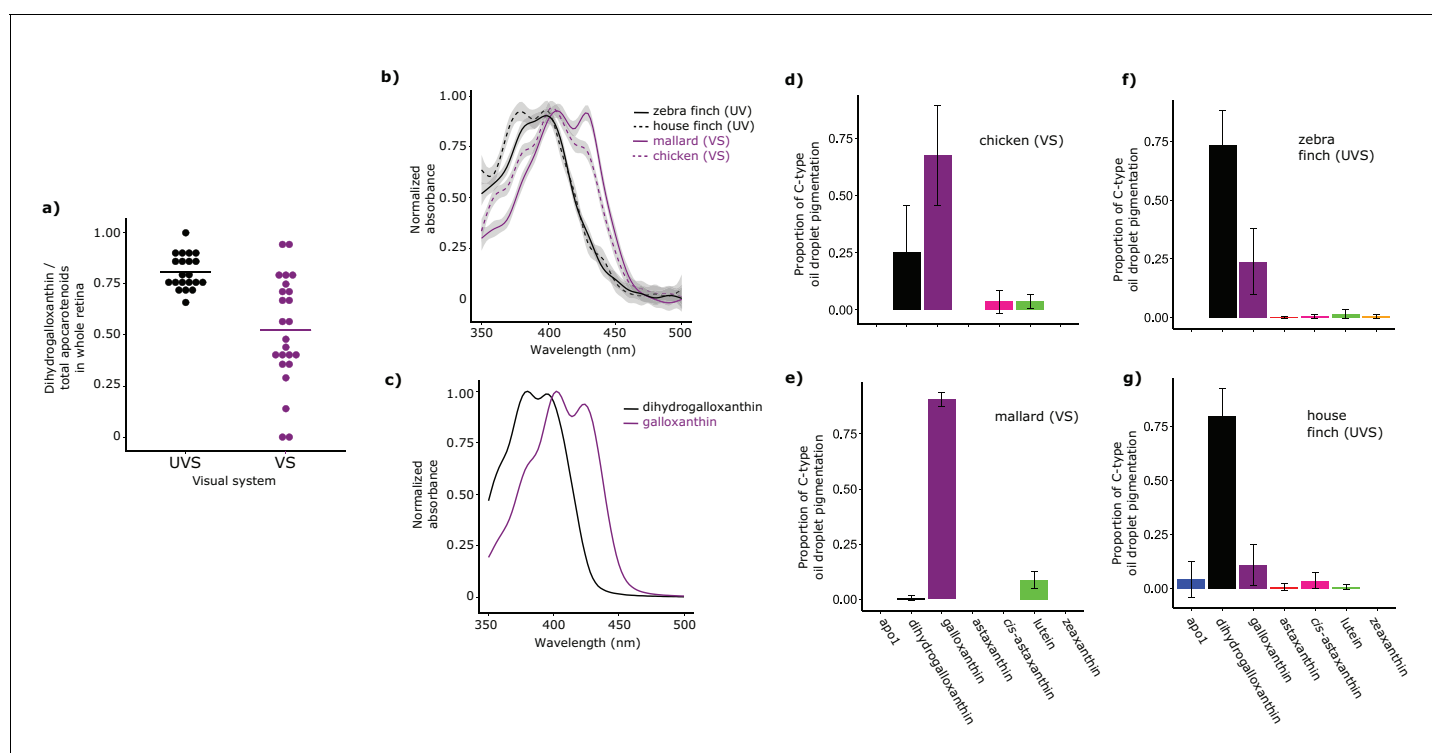 a)
Dihydrogalloxanthin /
total apocarotenoids
in whole retina
1.00
0.75
0.50
0.25
0
UVS
VS
Visual system
b)
Normalized
absorbance
1.00
0.75
0.50
0.25
0
350
400
450
500
Wavelength (nm)
zebra finch (UV)
house finch (UV)
mallard (VS)
chicken (VS)
c)
Normalized
absorbance
1.00
0.75
0.50
0.25
0
350
400
450
500
Wavelength (nm)
dihydrogalloxanthin
galloxanthin
d)
Proportion of C-type
oil droplet pigmentation
0.75
0.50
0.25
0.00
chicken (VS)
e)
Proportion of C-type
oil droplet pigmentation
0.75
0.50
0.25
0.00
mallard (VS)
apo1
dihydrogalloxanthin
galloxanthin
astaxanthin
cis-astaxanthin
lutein
zeaxanthin
f)
Proportion of C-type
oil droplet pigmentation
0.75
0.50
0.25
0.00
zebra
finch (UVS)
g)
Proportion of C-type
oil droplet pigmentation
0.75
0.50
0.25
0.00
house
finch (UVS)
apo1
dihydrogalloxanthin
galloxanthin
astaxanthin
cis-astaxanthin
lutein
zeaxanthin